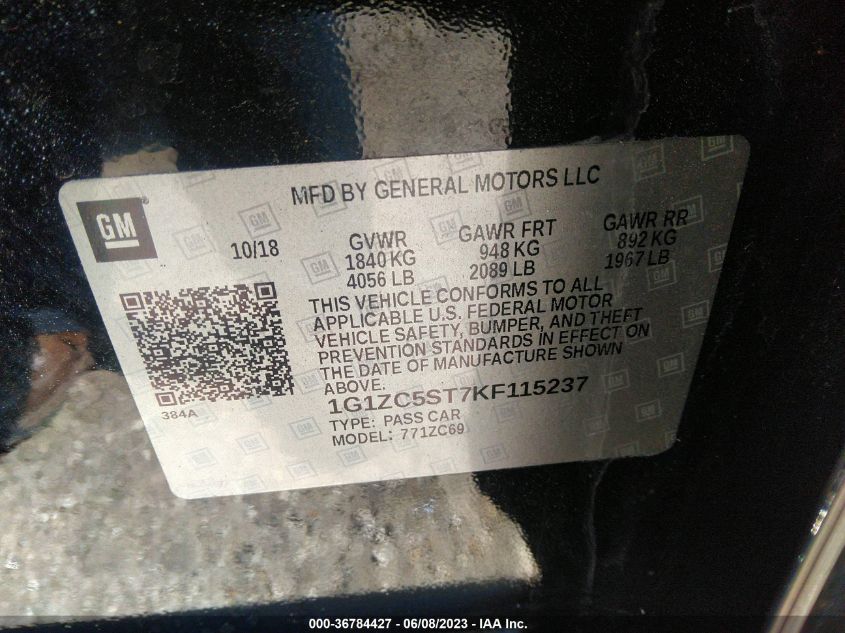 MFD BY GENERAL MOTORS LLC
GM
10/18
GVWR
1840 KG
4056 LB
GAWR FRT
948 KG
2089 LB
GAWR RR
892 KG
1967 LB
THIS VEHICLE CONFORMS TO ALL
APPLICABLE U.S. FEDERAL MOTOR
VEHICLE SAFETY, BUMPER, AND THEFT
PREVENTION STANDARDS IN EFFECT ON
THE DATE OF MANUFACTURE SHOWN
ABOVE.
384A
1G1ZC5ST7KF115237
TYPE: PASS CAR
MODEL: 771ZC69
000-36784427 - 06/08/2023 - IAA Inc.